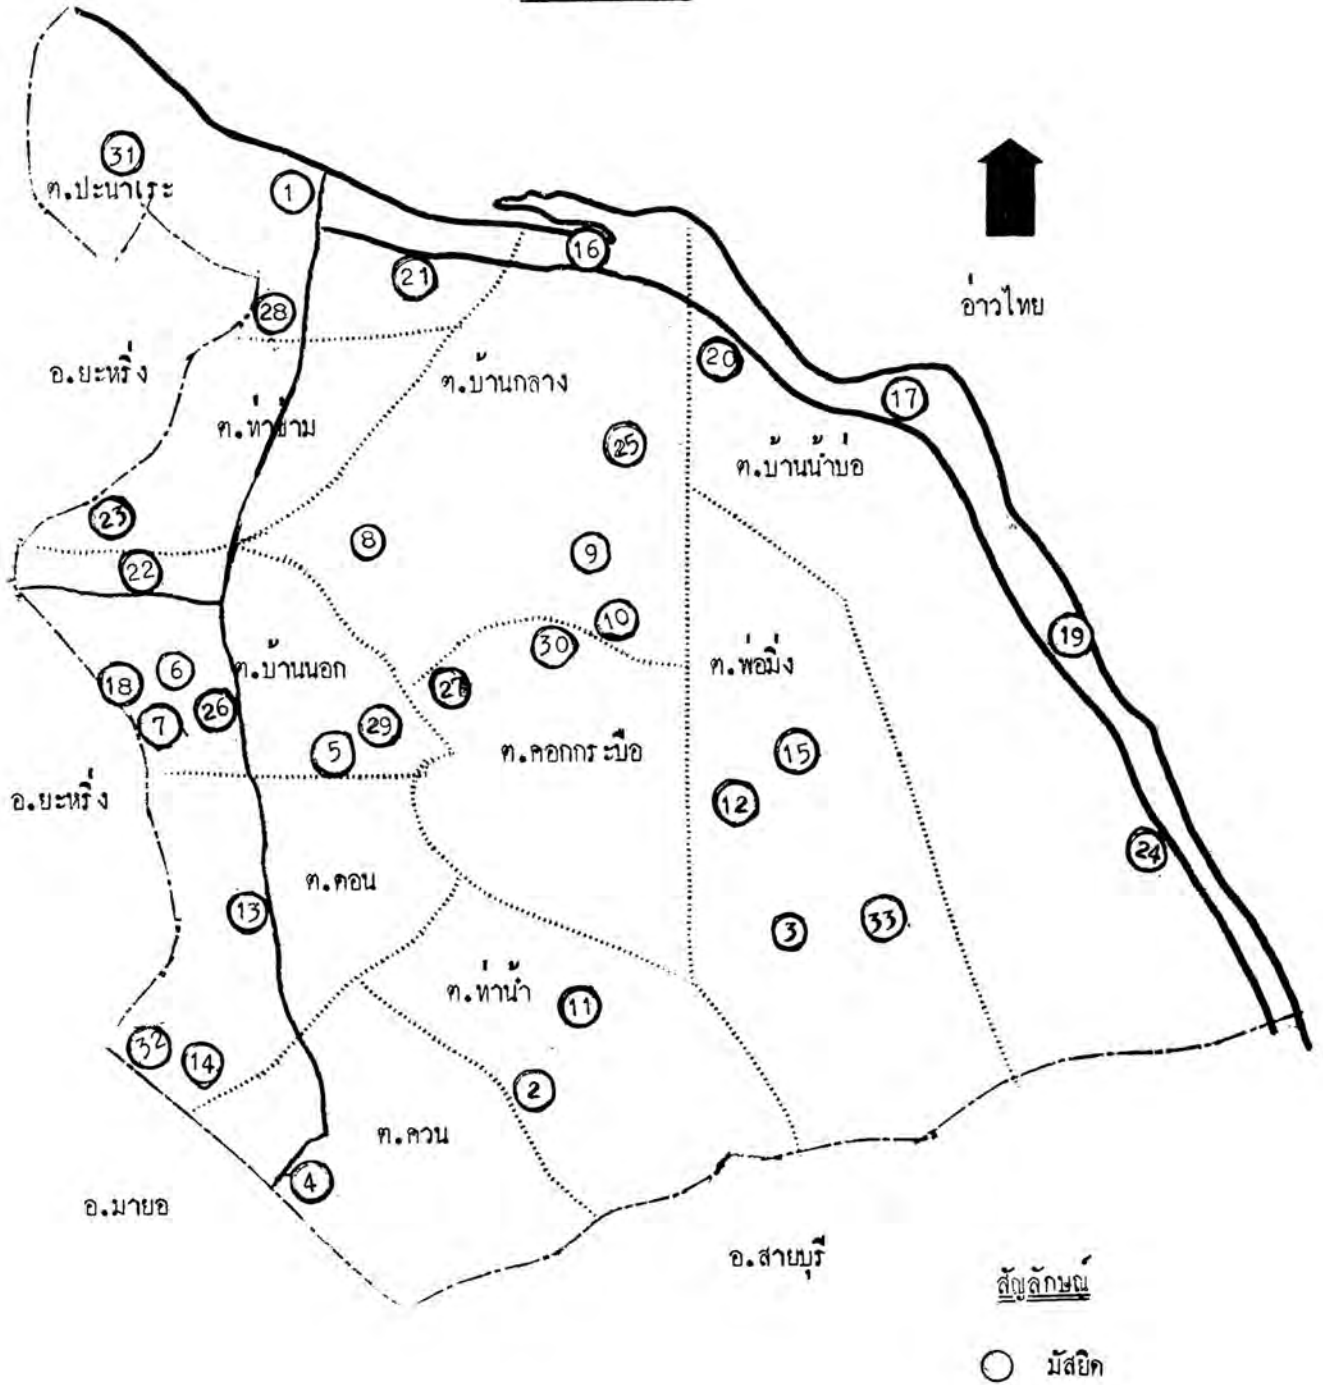 31
ต.ปะนาเระ
1
16
21
28
อ่าวไทย
อ.ยะหริ่ง
ต.บ้านกลาง
20
17
ต.ท่าข้าม
25
ต.บ้านน้ำบ่อ
23
8
9
22
10
19
30
ต.พ่อมิ่ง
6
ต.บ้านนอก
18
27
26
7
29
5
ต.คอกกระบือ
15
อ.ยะหริ่ง
12
24
ต.ดอน
13
3
33
ต.ท่าน้ำ
11
32
14
2
ต.ควน
4
อ.มายอ
อ.สายบุรี
สัญลักษณ์
มัสยิด